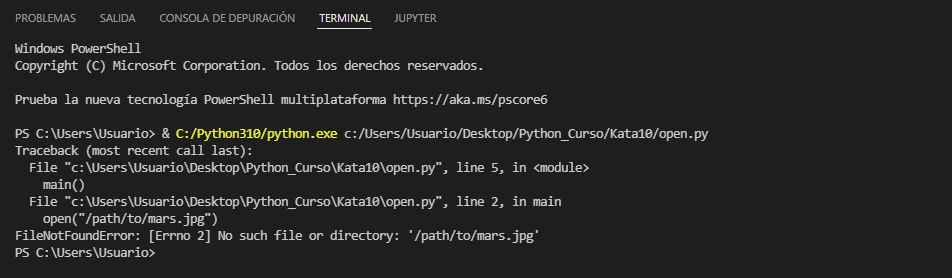 PROBLEMAS SALIDA CONSOLA DE DEPURACIÓN TERMINAL JUPYTER
Windows PowerShell
Copyright (C) Microsoft Corporation. Todos los derechos reservados.
Prueba la nueva tecnología PowerShell multiplataforma https://aka.ms/pscore6
PS C:\Users\Usuario> & C:/Python310/python.exe c:/Users/Usuario/Desktop/Python_Curso/Kata10/open.py
Traceback (most recent call last):
  File "c:\Users\Usuario\Desktop\Python_Curso\Kata10\open.py", line 5, in <module>
    main()
  File "c:\Users\Usuario\Desktop\Python_Curso\Kata10\open.py", line 2, in main
    open("/path/to/mars.jpg")
FileNotFoundError: [Errno 2] No such file or directory: '/path/to/mars.jpg'
PS C:\Users\Usuario>